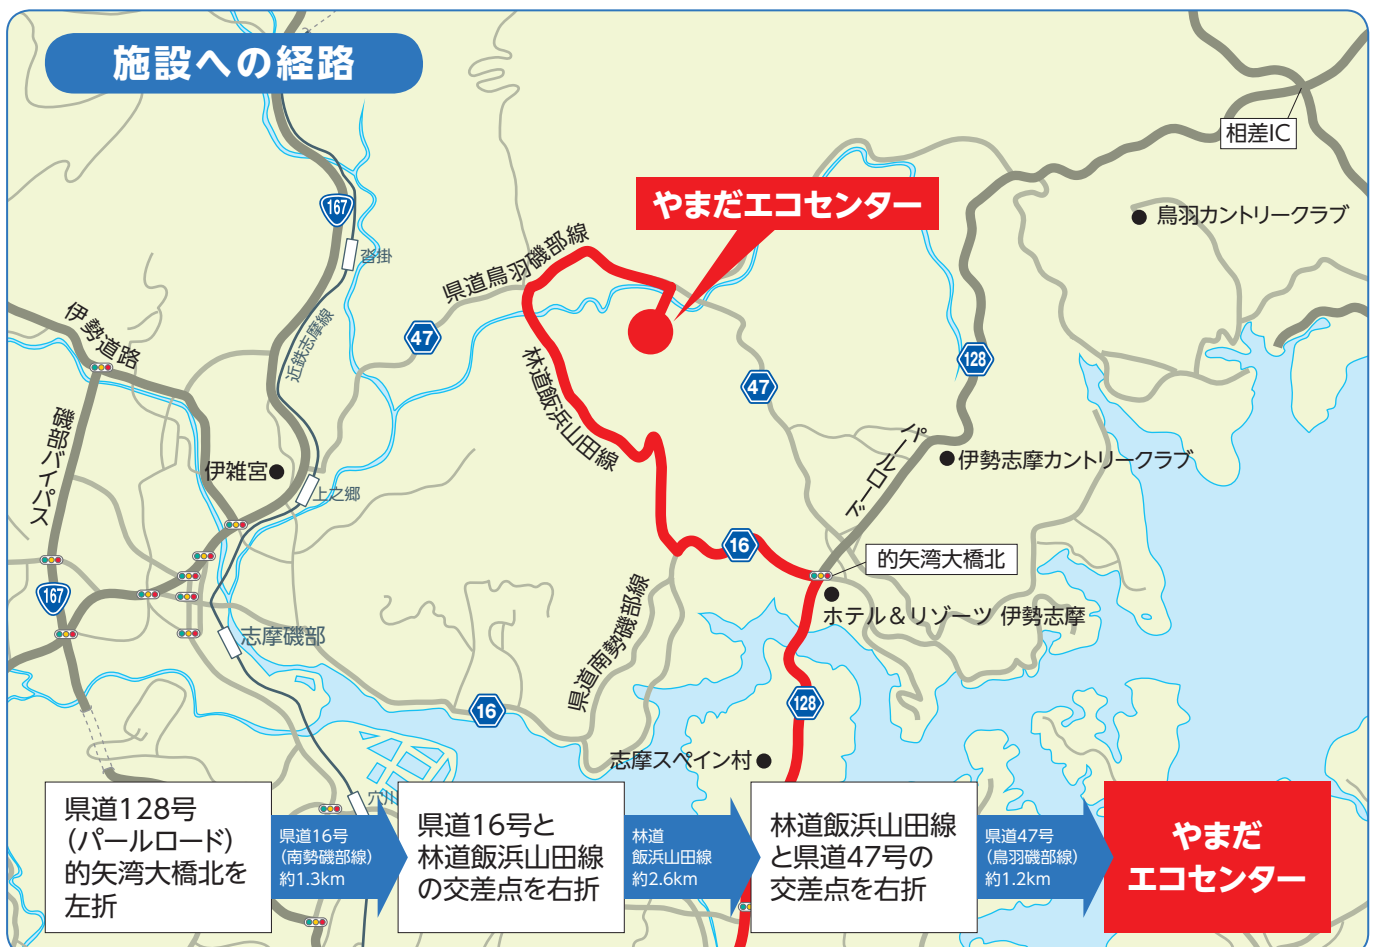 施設への経路
相差IC
やまだエコセンター
鳥羽カントリークラブ
167
沓掛
県道鳥羽磯部線
伊勢道路
近鉄志摩線
47
林道飯浜山田線
47
128
磯部バイパス
パールロード
伊勢志摩カントリークラブ
伊雑宮
上之郷
16
的矢湾大橋北
167
ホテル&リゾーツ 伊勢志摩
志摩磯部
県道南勢磯部線
16
128
志摩スペイン村
穴川
県道128号
(パールロード)
的矢湾大橋北を
左折
県道16号
(南勢磯部線)
約1.3km
県道16号と
林道飯浜山田線
の交差点を右折
林道
飯浜山田線
約2.6km
林道飯浜山田線
と県道47号の
交差点を右折
県道47号
(鳥羽磯部線)
約1.2km
やまだ
エコセンター